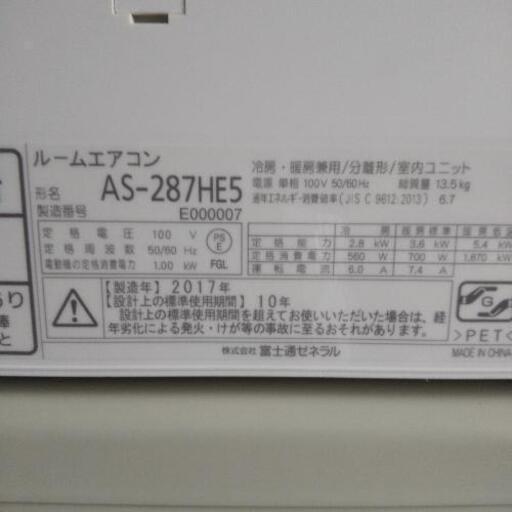 ルームエアコン
形名 AS-287HE5
製造番号 E000007
冷房・暖房兼用/分離形/室内ユニット
電源 単相 100V 50/60Hz 総質量 13.5kg
通年エネルギー消費効率(JIS C 9612:2013) 6.7
定格電圧 100 V
定格周波数 50/60 Hz
電動機の定格消費電力 1.00 kW
PS
E
FGL
冷房 暖房標準 暖房低温
定格能力 2.8 kW 3.6 kW 5.4 kW
定格消費電力 560 W 700 W 1,670 kW
運転電流 6.0 A 7.4 A
【製造年】2017年
【設計上の標準使用期間】10年
設計上の標準使用期間を超えてお使いいただいた場合は、経
年劣化による発火・けが等の事故に至るおそれがあります。
G
>PET<
株式会社 富士通ゼネラル
MADE IN CHINA